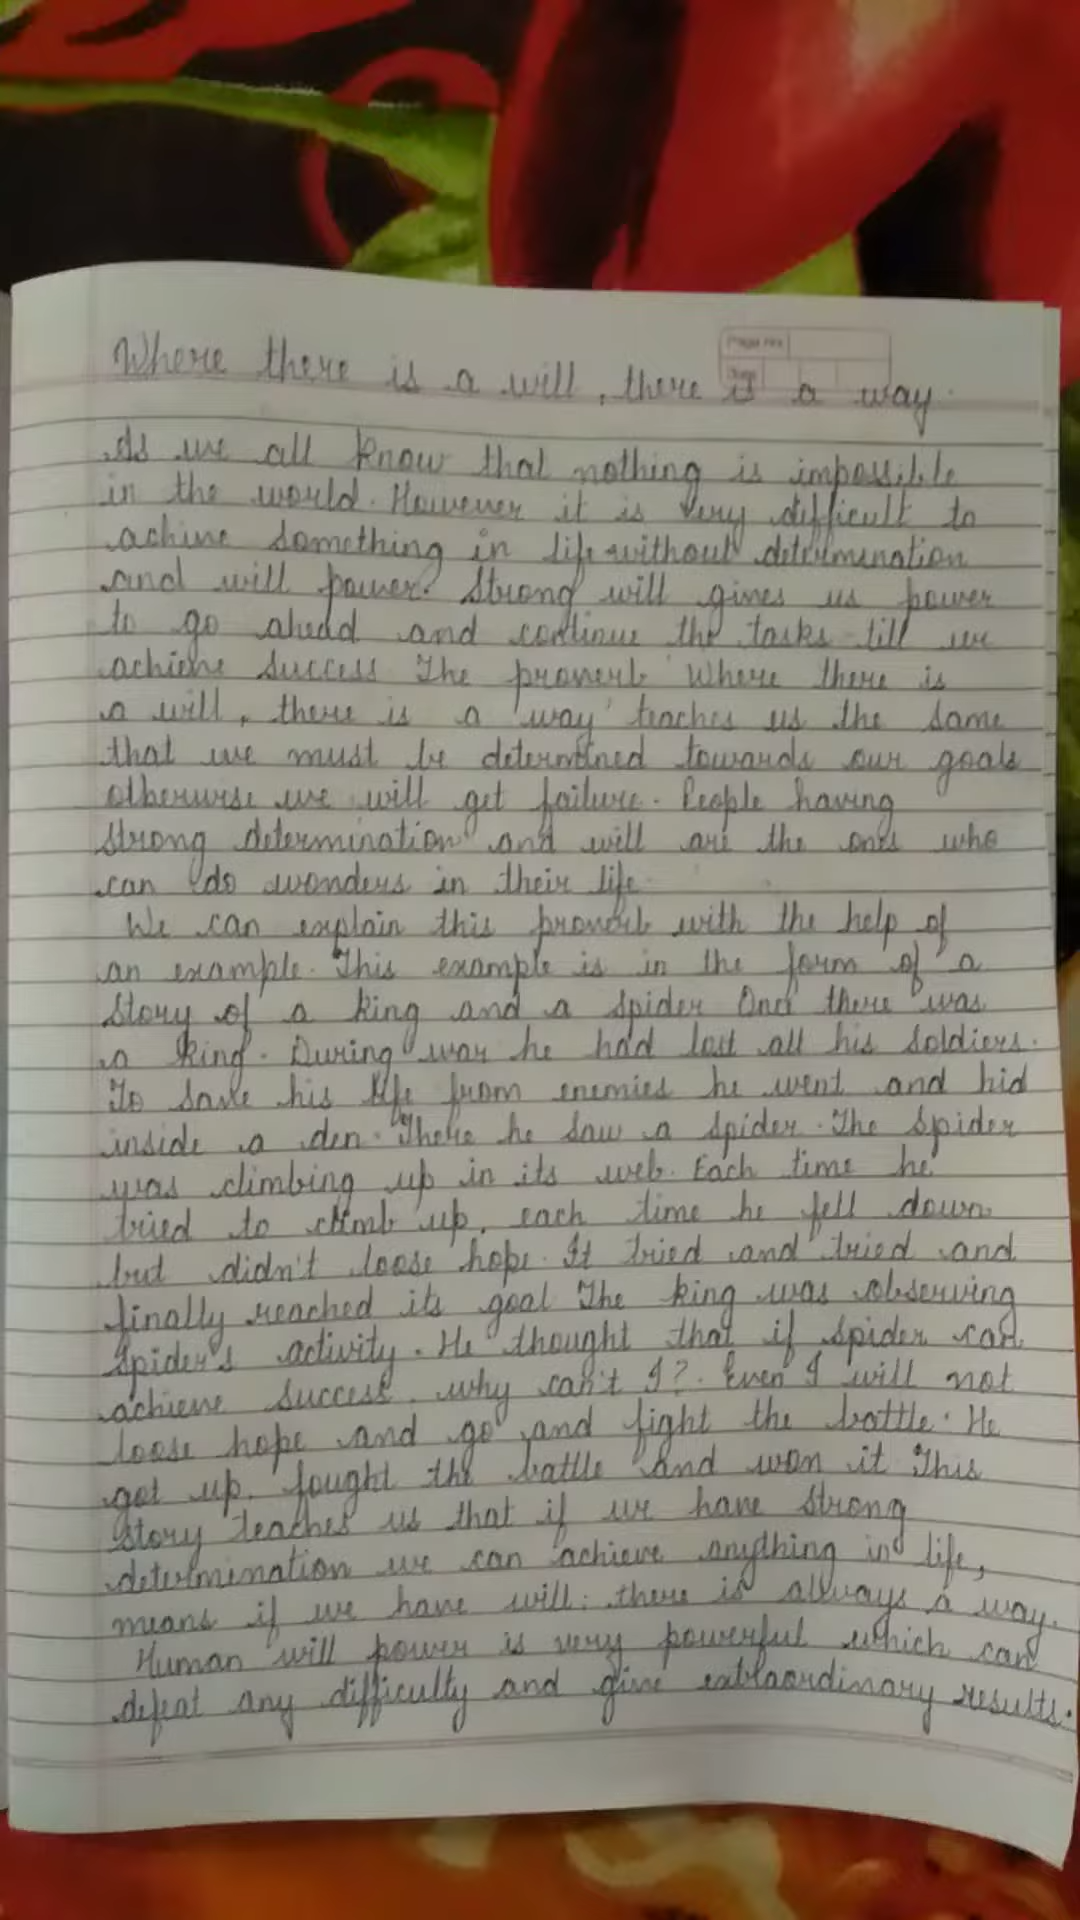 Page No.
Date
Where there is a will, there is a way.
As we all know that nothing is impossible
in the world. However it is very difficult to
achive something in life without determination
and will power. Strong will gives us power
to go ahead and continue the tasks till we
achieve success. The proverb 'Where there is
a will, there is a way' teaches us the same
that we must be determined towards our goals
otherwise we will get failure. People having
strong determination and will are the ones who
can do wonders in their life.
We can explain this proverb with the help of
an example. This example is in the form of a
story of a king and a spider. Once there was
a king. During war he had lost all his soldiers.
To save his life from enemies he went and hid
inside a den. There he saw a spider. The spider
was climbing up in its web. Each time he
tried to climb up, each time he fell down
but didn't loose hope. It tried and tried and
finally reached its goal. The king was observing
spider's activity. He thought that if spider can
achieve success, why can't I?. Even I will not
loose hope and go and fight the battle. He
got up, fought the battle and won it. This
story teaches us that if we have strong
determination we can achieve anything in life,
means if we have will, there is allways a way.
Human will power is very powerful which can
defeat any difficulty and give extraordinary results.